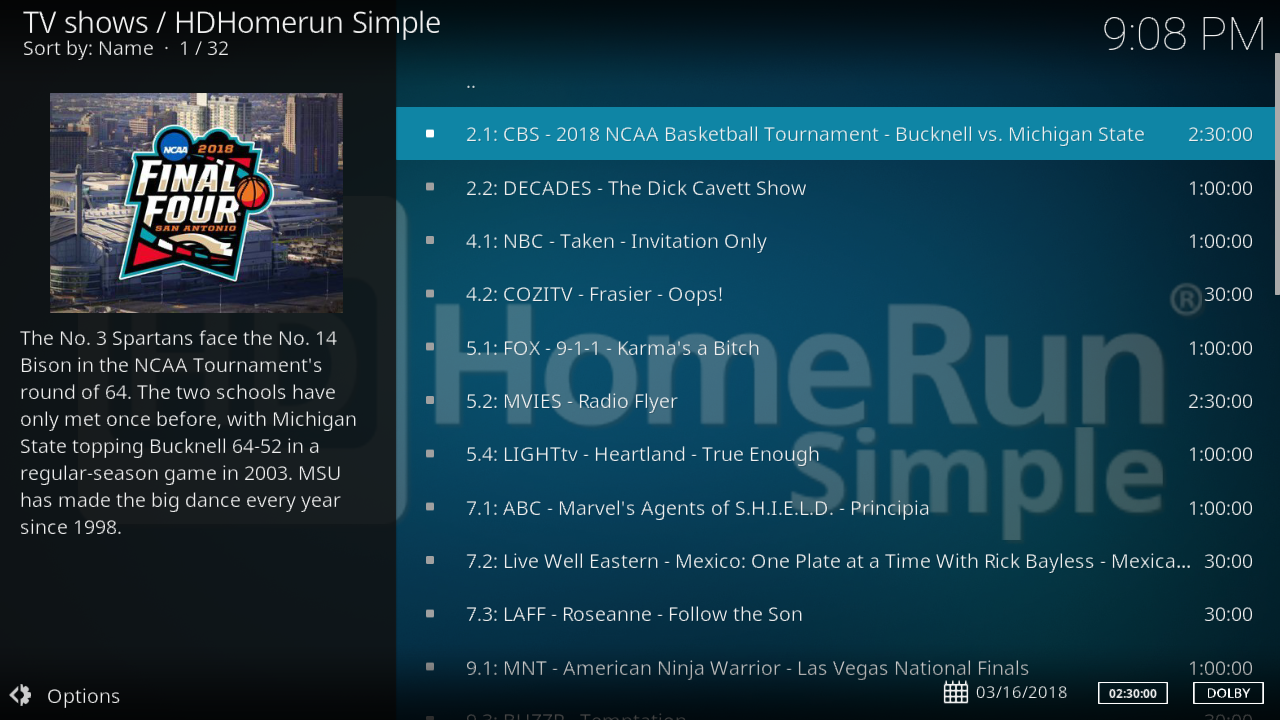 TV shows / HDHomerun Simple
Sort by: Name · 1 / 32
9:08 PM
..
NCAA 2018
FINAL
FOUR
SAN ANTONIO
The No. 3 Spartans face the No. 14
Bison in the NCAA Tournament's
round of 64. The two schools have
only met once before, with Michigan
State topping Bucknell 64-52 in a
regular-season game in 2003. MSU
has made the big dance every year
since 1998.
2.1: CBS - 2018 NCAA Basketball Tournament - Bucknell vs. Michigan State 2:30:00
2.2: DECADES - The Dick Cavett Show 1:00:00
4.1: NBC - Taken - Invitation Only 1:00:00
4.2: COZITV - Frasier - Oops! 30:00
5.1: FOX - 9-1-1 - Karma's a Bitch 1:00:00
5.2: MVIES - Radio Flyer 2:30:00
5.4: LIGHTtv - Heartland - True Enough 1:00:00
7.1: ABC - Marvel's Agents of S.H.I.E.L.D. - Principia 1:00:00
7.2: Live Well Eastern - Mexico: One Plate at a Time With Rick Bayless - Mexica... 30:00
7.3: LAFF - Roseanne - Follow the Son 30:00
9.1: MNT - American Ninja Warrior - Las Vegas National Finals 1:00:00
HomeRun®
Simple
Options
03/16/2018 02:30:00 DOLBY